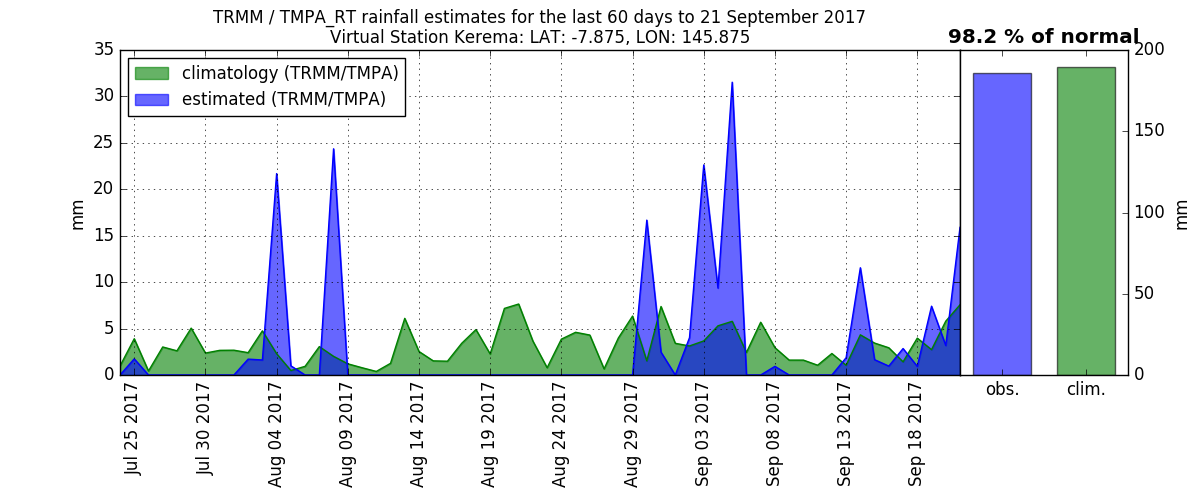 TRMM / TMPA_RT rainfall estimates for the last 60 days to 21 September 2017
Virtual Station Kerema: LAT: -7.875, LON: 145.875
98.2 % of normal
climatology (TRMM/TMPA)
estimated (TRMM/TMPA)
35
30
25
20
15
10
5
0
mm
Jul 25 2017
Jul 30 2017
Aug 04 2017
Aug 09 2017
Aug 14 2017
Aug 19 2017
Aug 24 2017
Aug 29 2017
Sep 03 2017
Sep 08 2017
Sep 13 2017
Sep 18 2017
200
150
100
50
0
mm
obs.
clim.